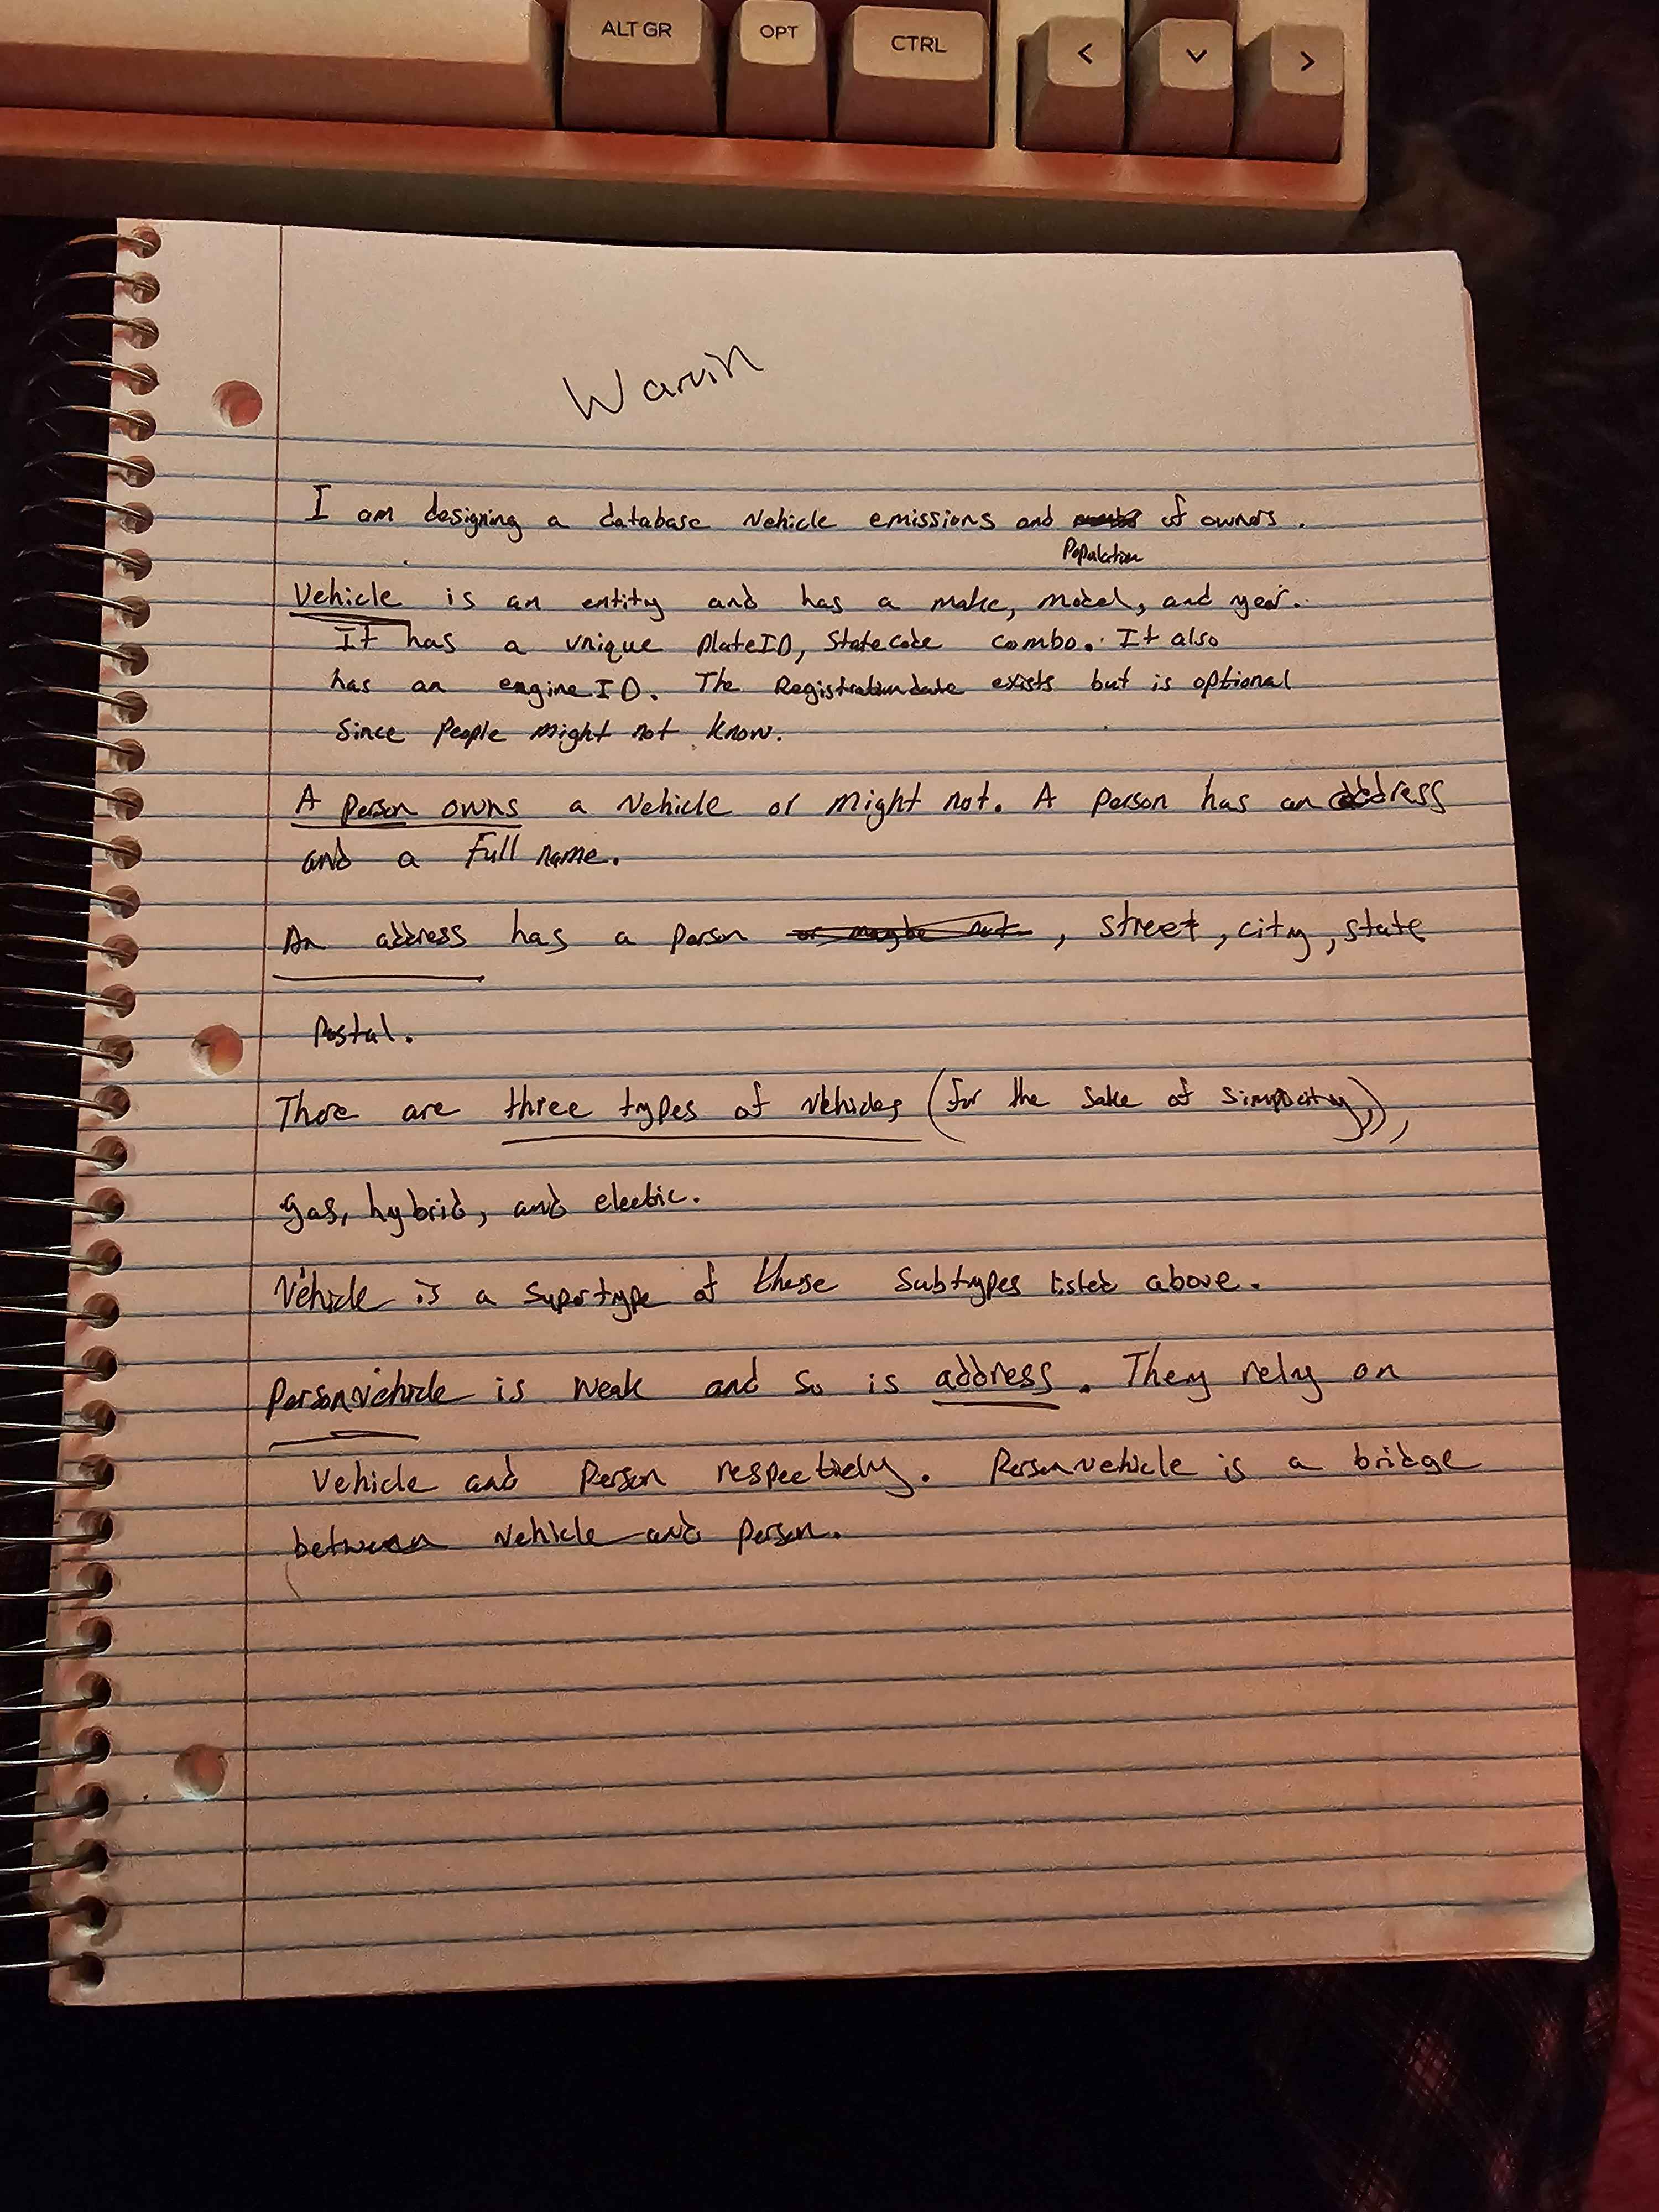 ALT GR OPT CTRL < v >
Warvin
I am designing a database vehicle emissions and of owners.
Population
Vehicle is an entity and has a make, model, and year.
It has a unique PlateID, Statecode combo. It also
has an engine ID. The Registrationdate exists but is optional
Since People might not know.
A Person owns a vehicle or might not. A person has an address
and a Full name.
An address has a person or maybe not , street, city, state
Postal.
There are three types of vehicles (for the sake of simplicity)),
gas, hybrid, and electric.
Vehicle is a supertype of these subtypes listed above.
Personvehicle is weak and so is address. They rely on
Vehicle and Person respectively. Personvehicle is a bridge
between vehicle and person.